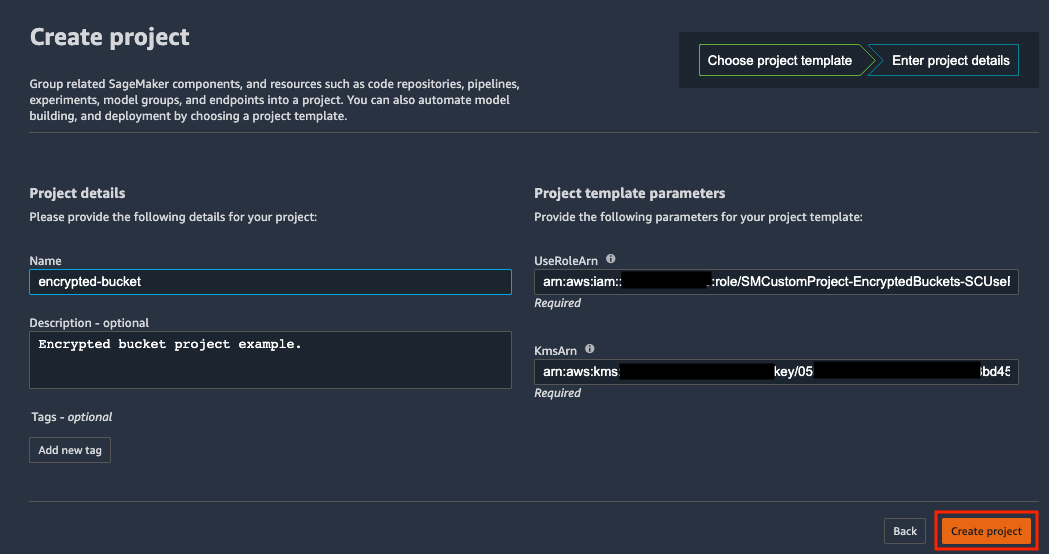 Create project
Choose project template
Enter project details
Group related SageMaker components, and resources such as code repositories, pipelines,
experiments, model groups, and endpoints into a project. You can also automate model
building, and deployment by choosing a project template.
Project details
Please provide the following details for your project:
Name
encrypted-bucket
Description - optional
Encrypted bucket project example.
Tags - optional
Add new tag
Project template parameters
Provide the following parameters for your project template:
UseRoleArn
arn:aws:iam:: :role/SMCustomProject-EncryptedBuckets-SCUseR
Required
KmsArn
arn:aws:kms: key/05 bd45
Required
Back
Create project